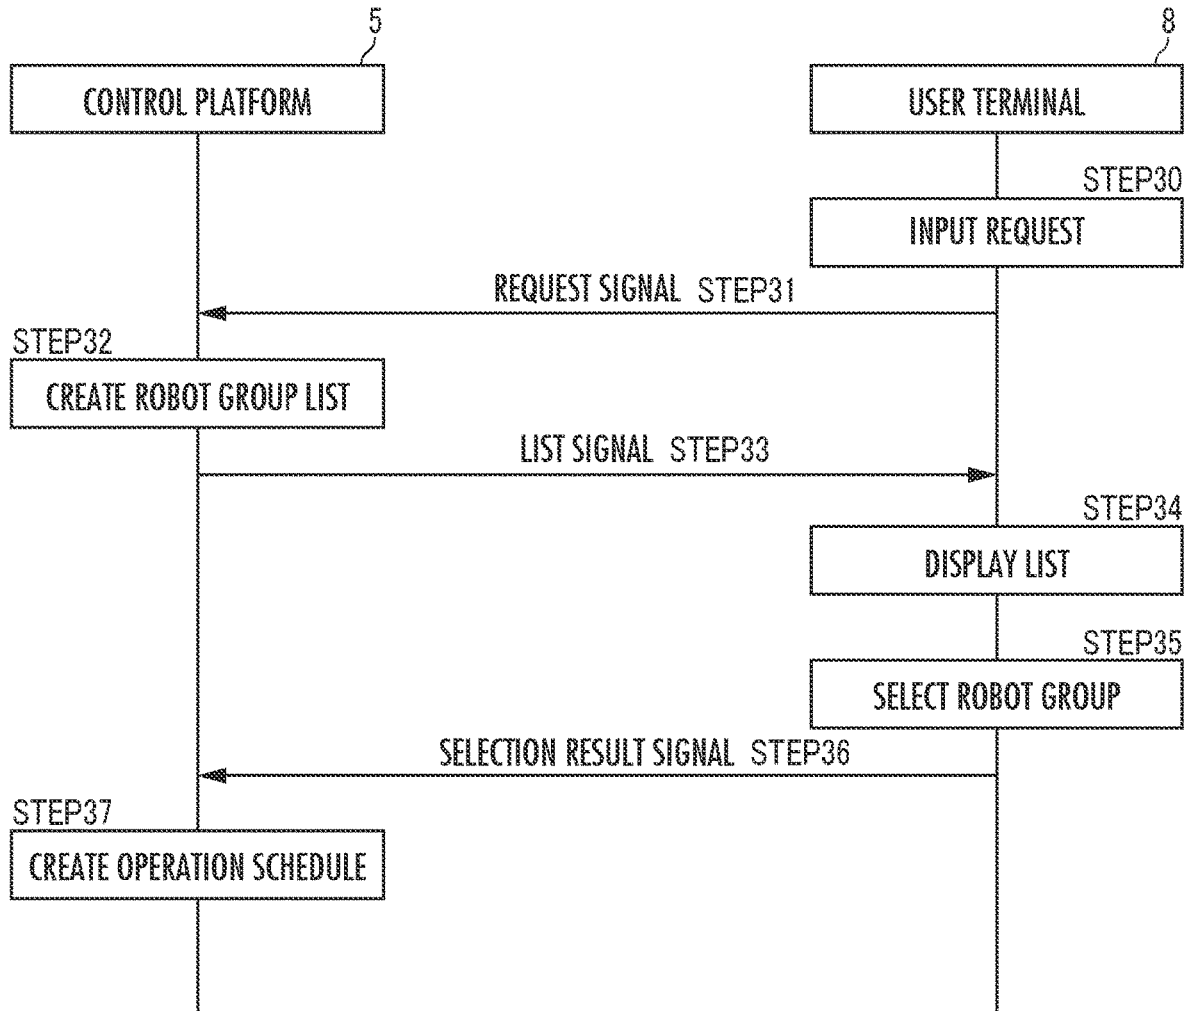 5
8
CONTROL PLATFORM
USER TERMINAL
STEP30
INPUT REQUEST
REQUEST SIGNAL STEP31
STEP32
CREATE ROBOT GROUP LIST
LIST SIGNAL STEP33
STEP34
DISPLAY LIST
STEP35
SELECT ROBOT GROUP
SELECTION RESULT SIGNAL STEP36
STEP37
CREATE OPERATION SCHEDULE